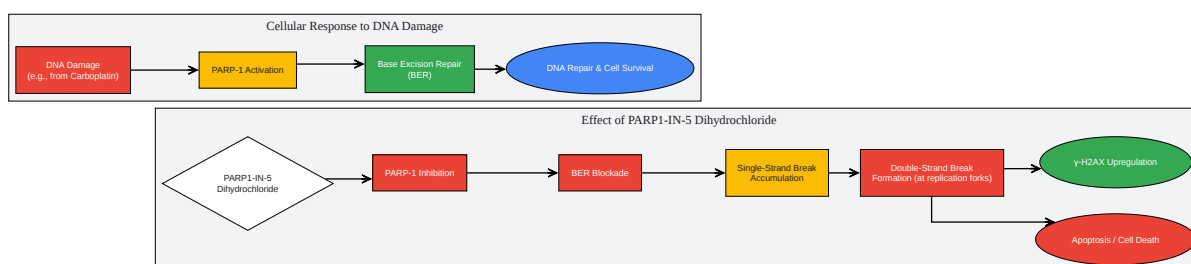 Cellular Response to DNA Damage
DNA Damage
(e.g., from Carboplatin)
PARP-1 Activation
Base Excision Repair
(BER)
DNA Repair & Cell Survival
Effect of PARP1-IN-5 Dihydrochloride
PARP1-IN-5
Dihydrochloride
PARP-1 Inhibition
BER Blockade
Single-Strand Break
Accumulation
Double-Strand Break
Formation (at replication forks)
γ-H2AX Upregulation
Apoptosis / Cell Death